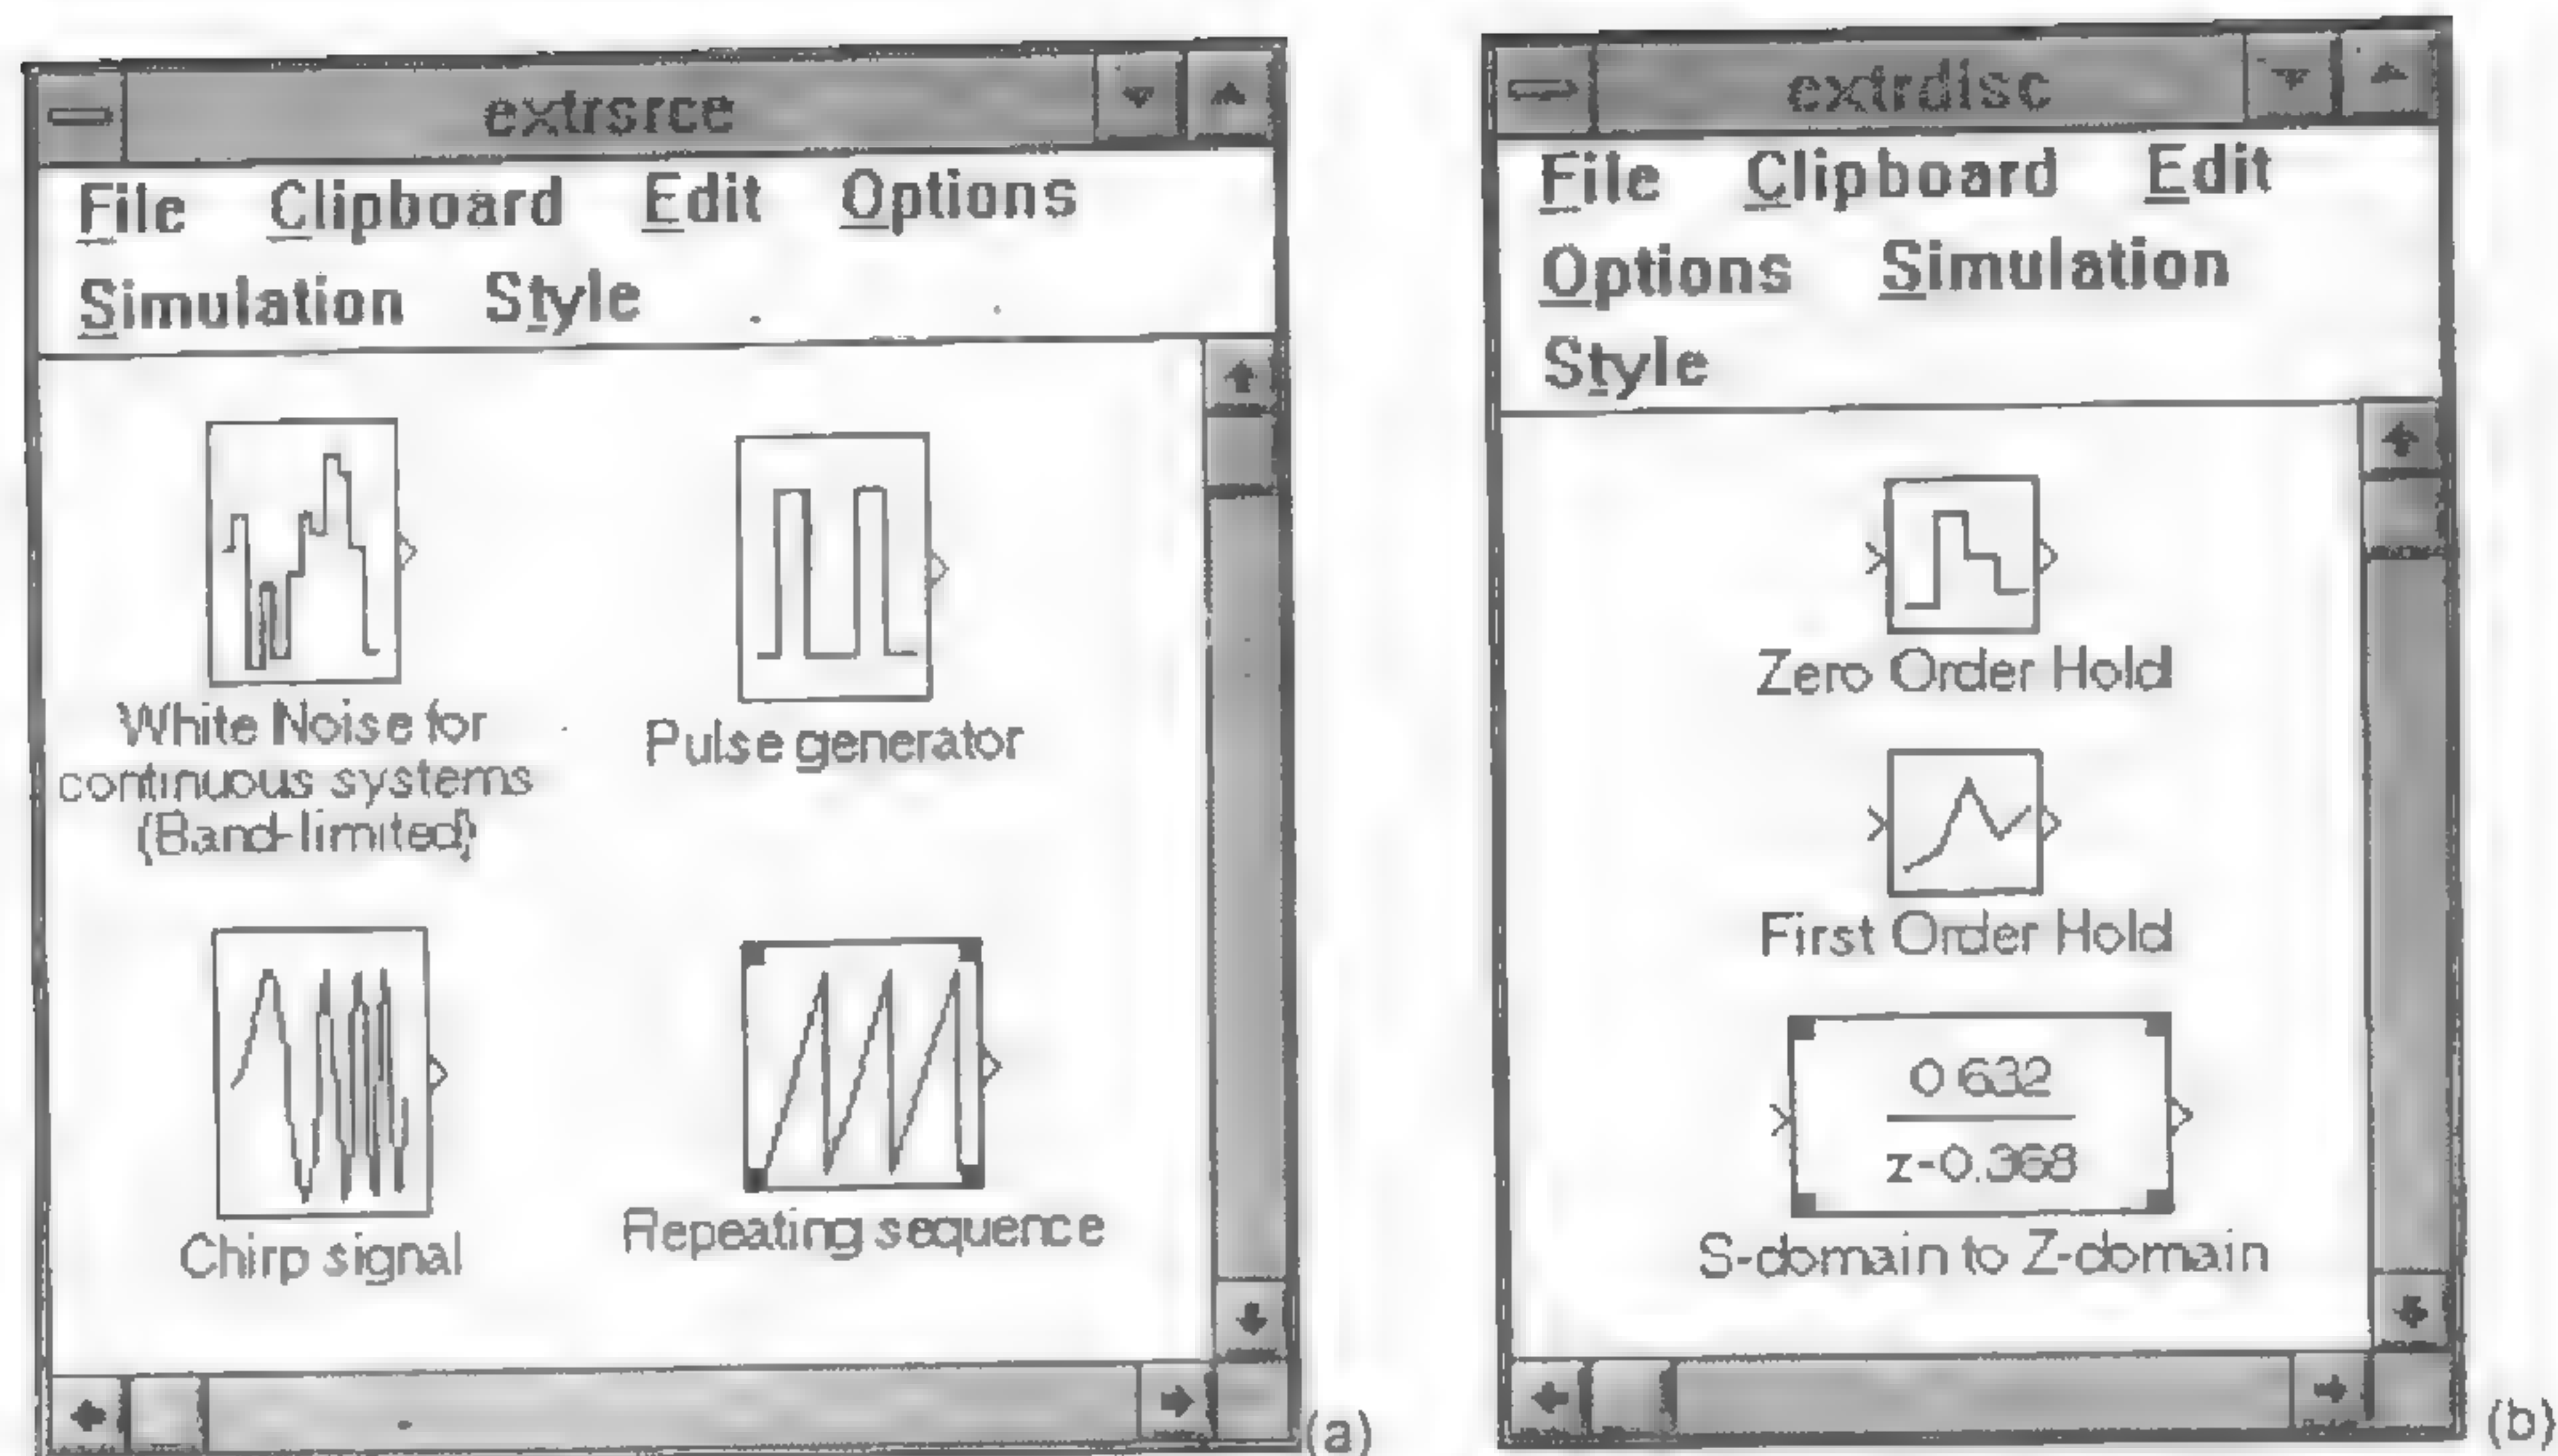 extrsrce
File Clipboard Edit Options
Simulation Style
White Noise for
continuous systems
(Band-limited)
Pulse generator
Chirp signal
Repeating sequence
(a)
extrdisc
File Clipboard Edit
Options Simulation
Style
Zero Order Hold
First Order Hold
0.632
z-0.368
S-domain to Z-domain
(b)